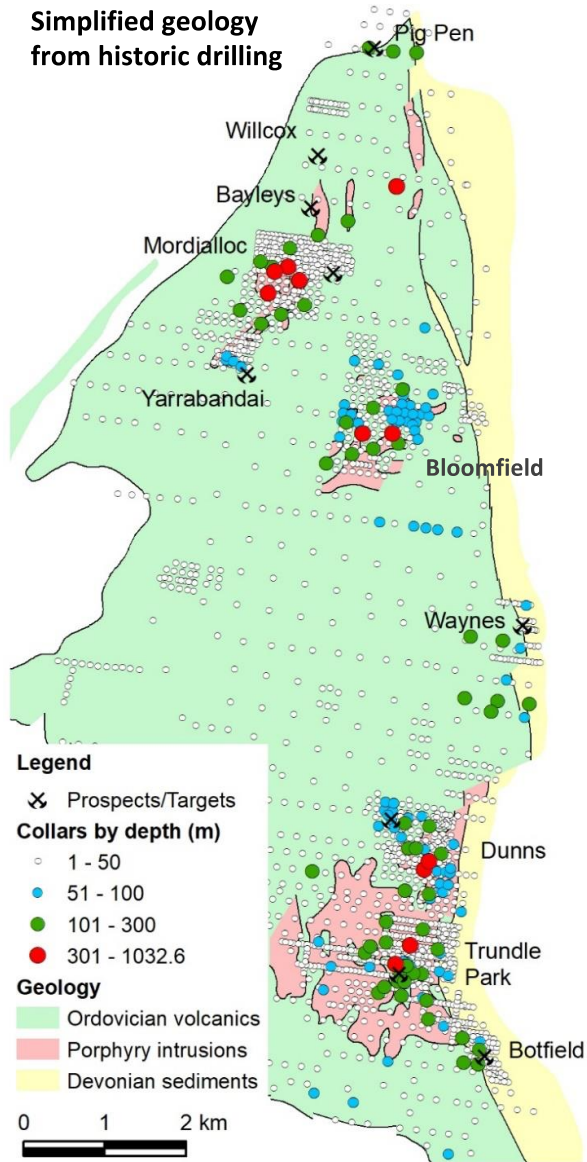 Simplified geology
from historic drilling
Pig Pen
Willcox
Bayleys
Mordialloc
Yarrabandai
Bloomfield
Waynes
Legend
Prospects/Targets
Collars by depth (m)
1 - 50
51 - 100
101 - 300
301 - 1032.6
Geology
Ordovician volcanics
Porphyry intrusions
Devonian sediments
0 1 2 km
Dunns
Trundle
Park
Botfield